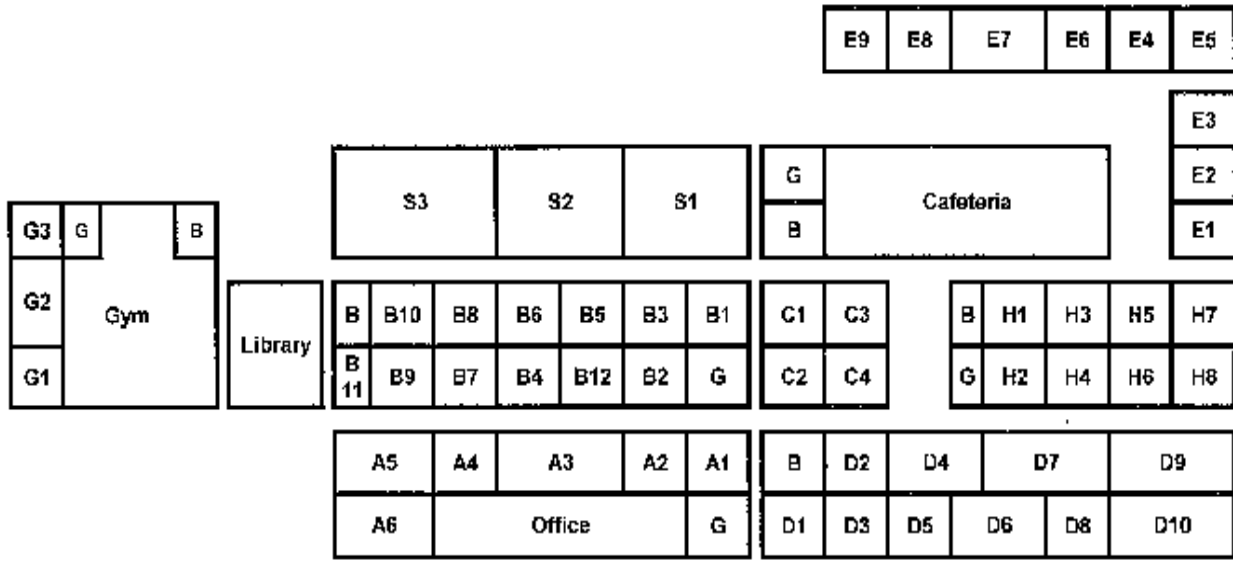 E9 E8 E7 E6 E4 E5
E3
S3 S2 S1 G Cafeteria E2
B E1
G3 G B
G2 Gym Library B B10 B8 B6 B5 B3 B1 C1 C3 B H1 H3 H5 H7
G1 B 11 B9 B7 B4 B12 B2 G C2 C4 G H2 H4 H6 H8
A5 A4 A3 A2 A1 B D2 D4 D7 D9
A6 Office G D1 D3 D5 D6 D8 D10